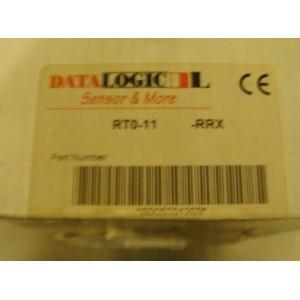 DATALOGIC L
Sensor & More
CE
RT0-11 -RRX
Part Number